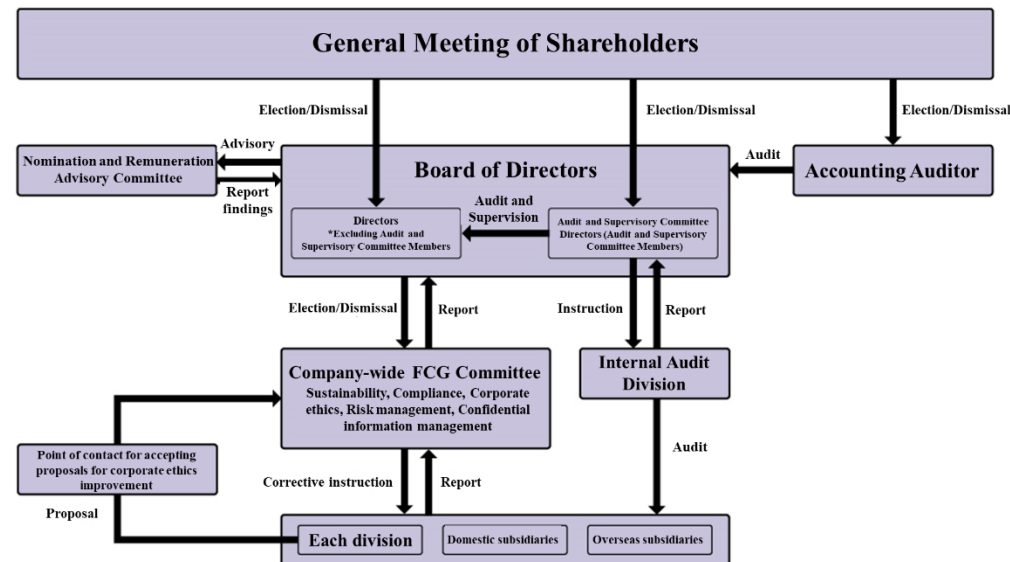 General Meeting of Shareholders
Election/Dismissal
Election/Dismissal
Election/Dismissal
Advisory
Nomination and Remuneration
Advisory Committee
Report
findings
Board of Directors
Audit
Accounting Auditor
Directors
*Excluding Audit and
Supervisory Committee Members
Audit and
Supervision
Audit and Supervisory Committee
Directors (Audit and Supervisory
Committee Members)
Election/Dismissal
Report
Instruction
Report
Company-wide FCG Committee
Sustainability, Compliance, Corporate
ethics, Risk management, Confidential
information management
Internal Audit
Division
Point of contact for accepting
proposals for corporate ethics
improvement
Audit
Corrective instruction
Report
Proposal
Each division
Domestic subsidiaries
Overseas subsidiaries